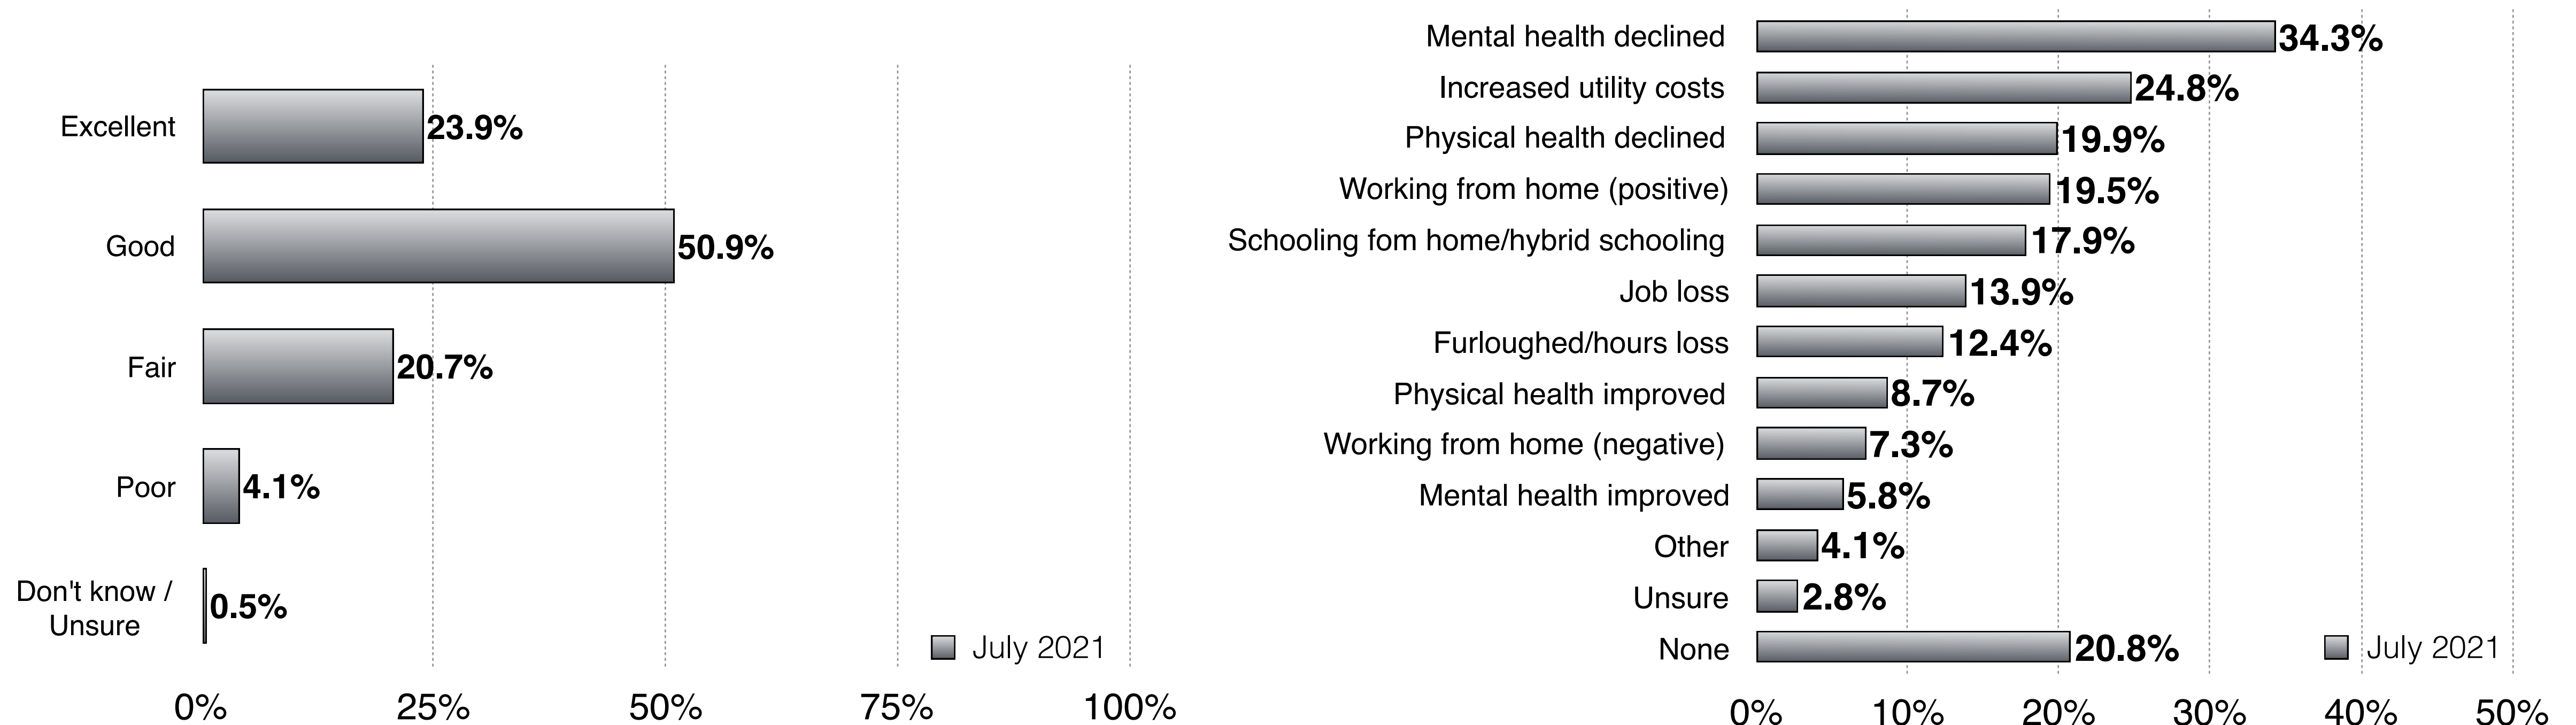 Excellent 23.9%
Good 50.9%
Fair 20.7%
Poor 4.1%
Don't know /
Unsure
0.5%
July 2021
0% 25% 50% 75% 100%
Mental health declined 34.3%
Increased utility costs 24.8%
Physical health declined 19.9%
Working from home (positive) 19.5%
Schooling fom home/hybrid schooling 17.9%
Job loss 13.9%
Furloughed/hours loss 12.4%
Physical health improved 8.7%
Working from home (negative) 7.3%
Mental health improved 5.8%
Other 4.1%
Unsure 2.8%
None 20.8%
July 2021
0% 10% 20% 30% 40% 50%